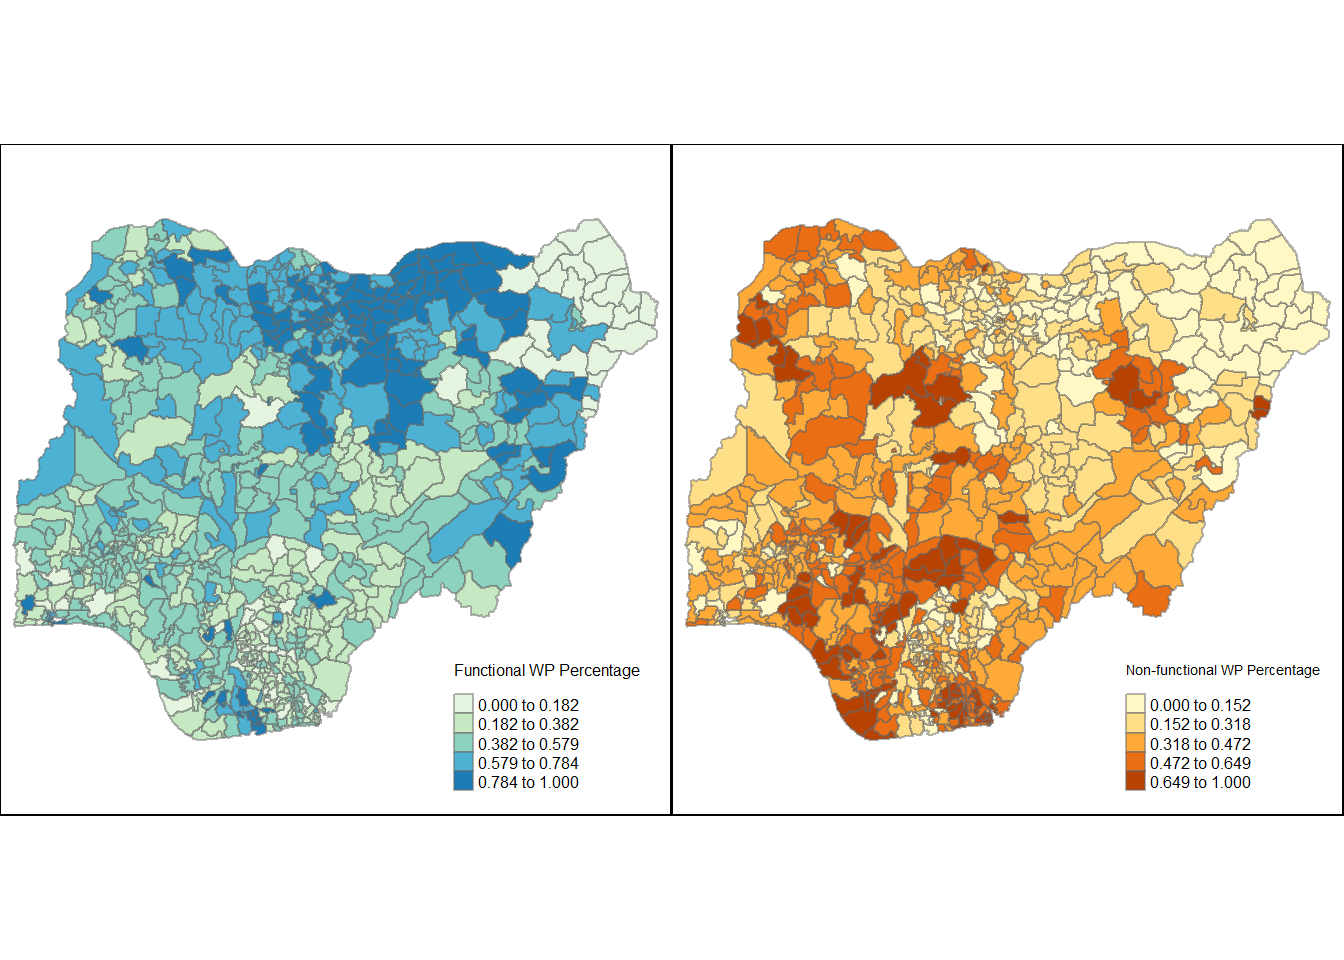 Functional WP Percentage
0.000 to 0.182
0.182 to 0.382
0.382 to 0.579
0.579 to 0.784
0.784 to 1.000
Non-functional WP Percentage
0.000 to 0.152
0.152 to 0.318
0.318 to 0.472
0.472 to 0.649
0.649 to 1.000